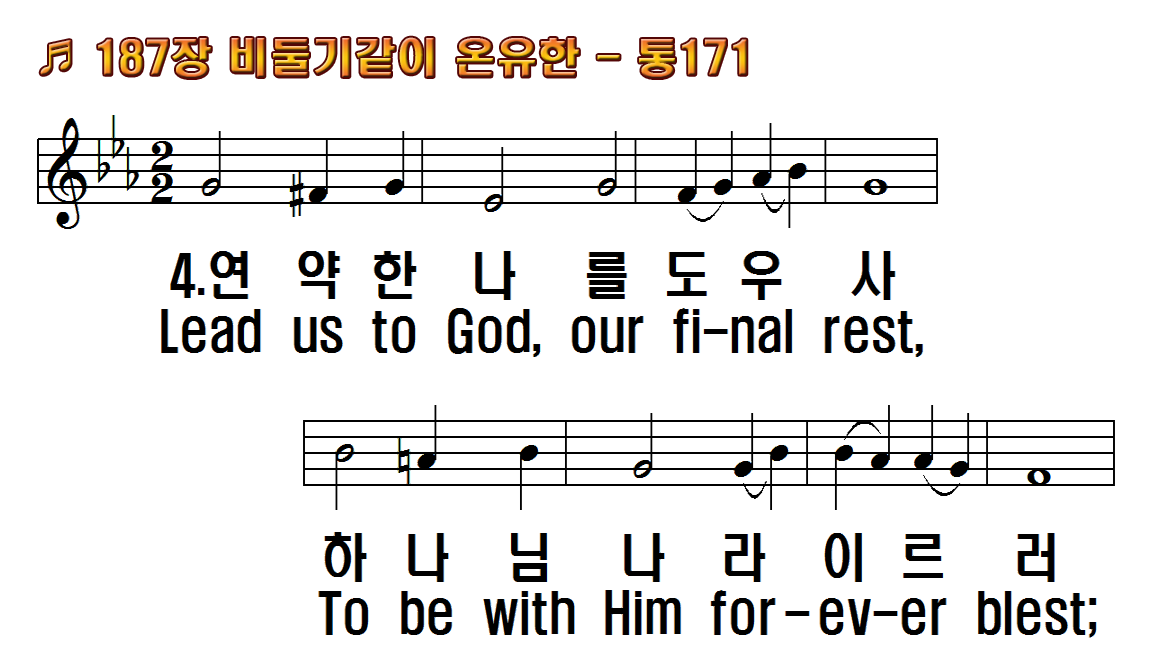 ♬ 187장 비둘기같이 온유한 - 통171
4.연 약 한 나 를 도 우 사
Lead us to God, our fi-nal rest,
하 나 님 나 라 이 르 러
To be with Him for-ev-er blest;